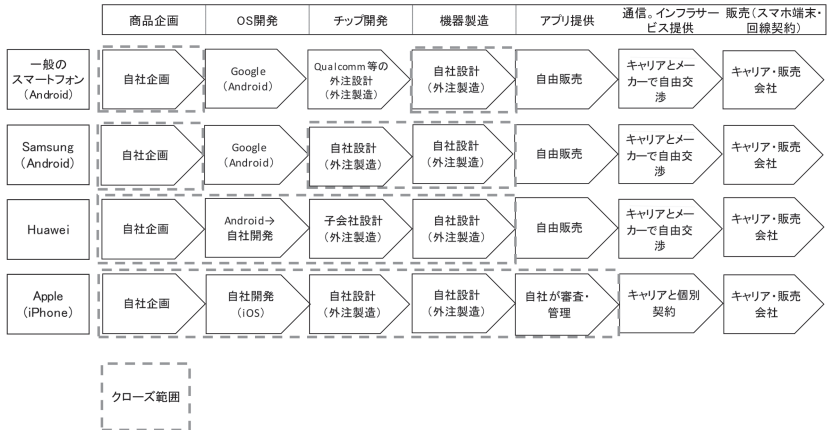 商品企画
OS開発
チップ開発
機器製造
アプリ提供
通信。インフラサー
ビス提供
販売(スマホ端末・
回線契約)
一般の
スマートフォン
(Android)
自社企画
Google
(Android)
Qualcomm等の
外注設計
(外注製造)
自社設計
(外注製造)
自由販売
キャリアとメー
カーで自由交
渉
キャリア・販売
会社
Samsung
(Android)
自社企画
Google
(Android)
自社設計
(外注製造)
自社設計
(外注製造)
自由販売
キャリアとメー
カーで自由交
渉
キャリア・販売
会社
Huawei
自社企画
Android→
自社開発
子会社設計
(外注製造)
自社設計
(外注製造)
自由販売
キャリアとメー
カーで自由交
渉
キャリア・販売
会社
Apple
(iPhone)
自社企画
自社開発
(iOS)
自社設計
(外注製造)
自社設計
(外注製造)
自社が審査・
管理
キャリアと個別
契約
キャリア・販売
会社
クローズ範囲